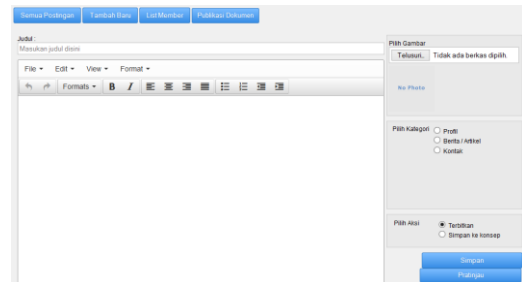 Semua Postingan Tambah Baru List Member Publikasi Dokumen
Judul :
Masukan judul disini
File Edit View Format
Formats B I
Pilih Gambar
Telusuri.. Tidak ada berkas dipilih
No Photo
Pilih Kategori
Profil
Berita / Artikel
Kontak
Pilih Aksi
Terbitkan
Simpan ke konsep
Simpan
Pratinjau